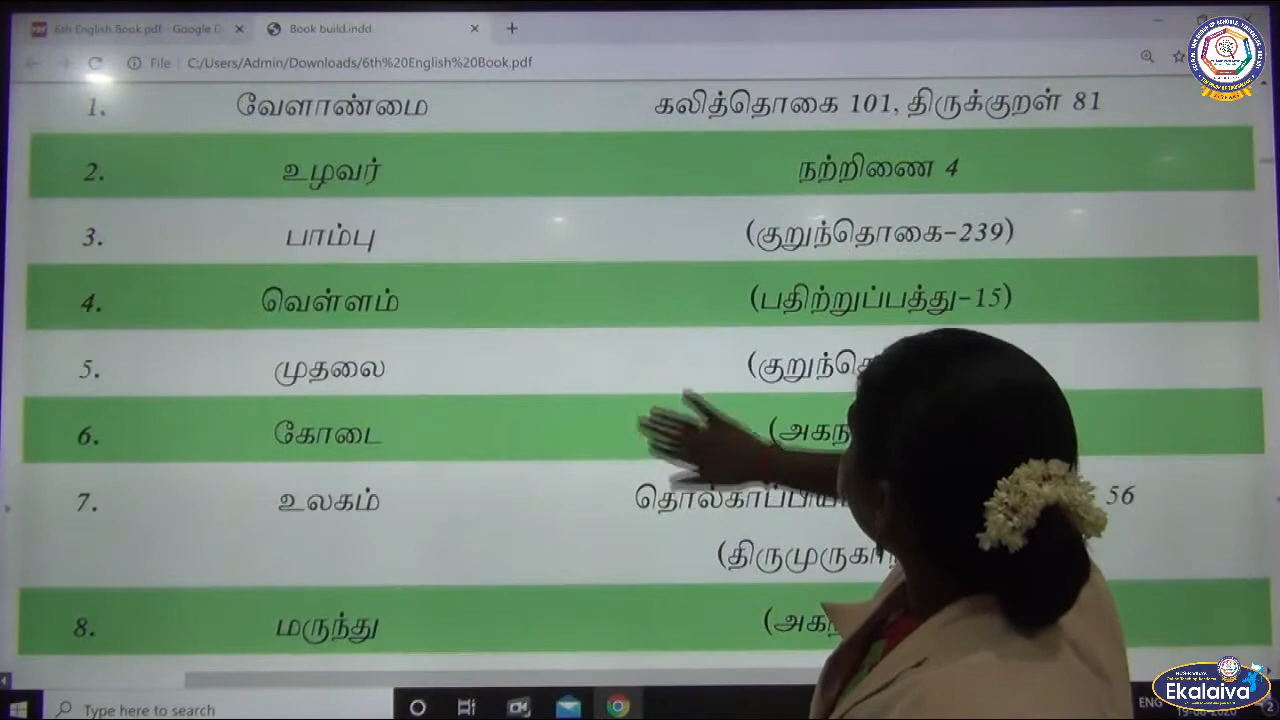 6th English Book.pdf - Google D
Book build.indd
File C:/Users/Admin/Downloads/6th%20English%20Book.pdf
1. வேளாண்மை கலித்தொகை 101, திருக்குறள் 81
2. உழவர் நற்றிணை 4
3. பாம்பு (குறுந்தொகை-239)
4. வெள்ளம் (பதிற்றுப்பத்து-15)
5. முதலை
6. கோடை
7. உலகம் 56
8. மருந்து
Type here to search
ENG
Ekalaiva